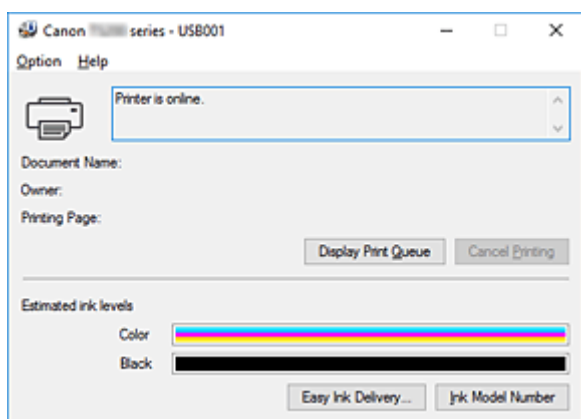 Canon series - USB001
Option Help
Printer is online.
Document Name:
Owner:
Printing Page:
Display Print Queue Cancel Printing
Estimated ink levels
Color
Black
Easy Ink Delivery... Ink Model Number